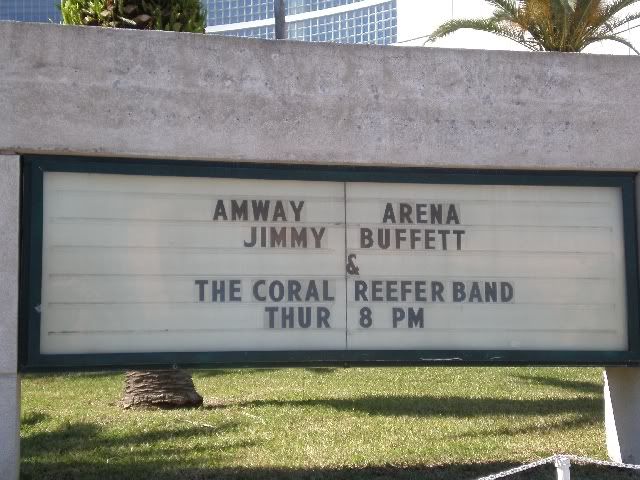 AMWAY ARENA
JIMMY BUFFETT
&
THE CORAL REEFER BAND
THUR 8 PM